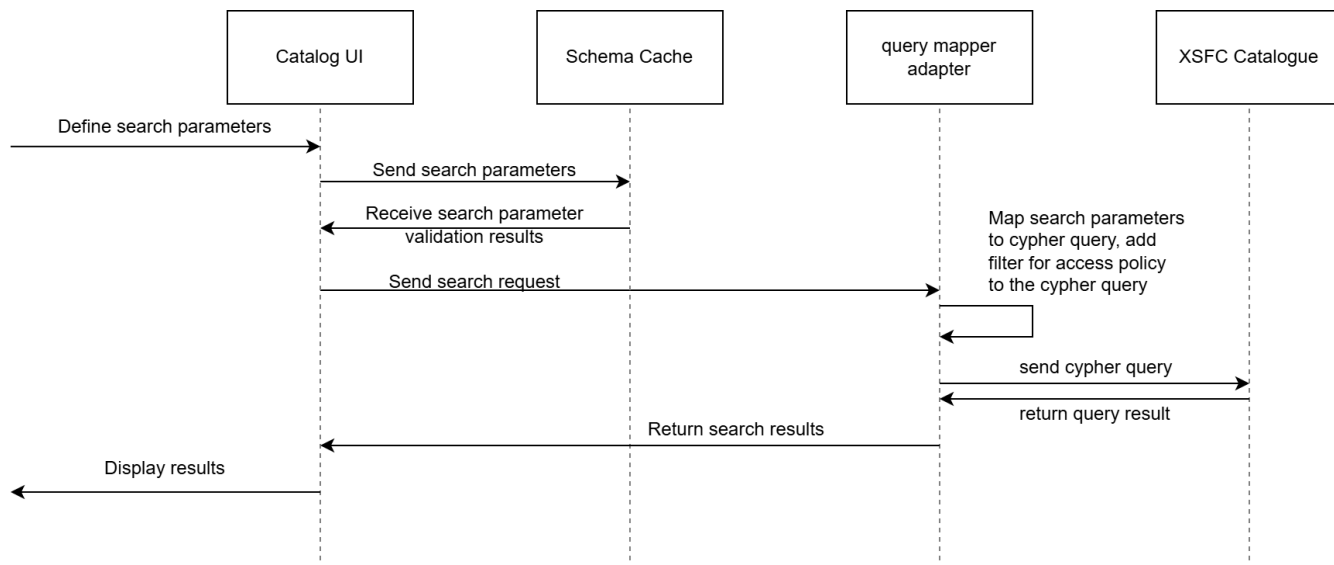 Catalog UI
Schema Cache
query mapper
adapter
XSFC Catalogue
Define search parameters
Send search parameters
Receive search parameter
validation results
Map search parameters
to cypher query, add
filter for access policy
to the cypher query
Send search request
send cypher query
return query result
Return search results
Display results